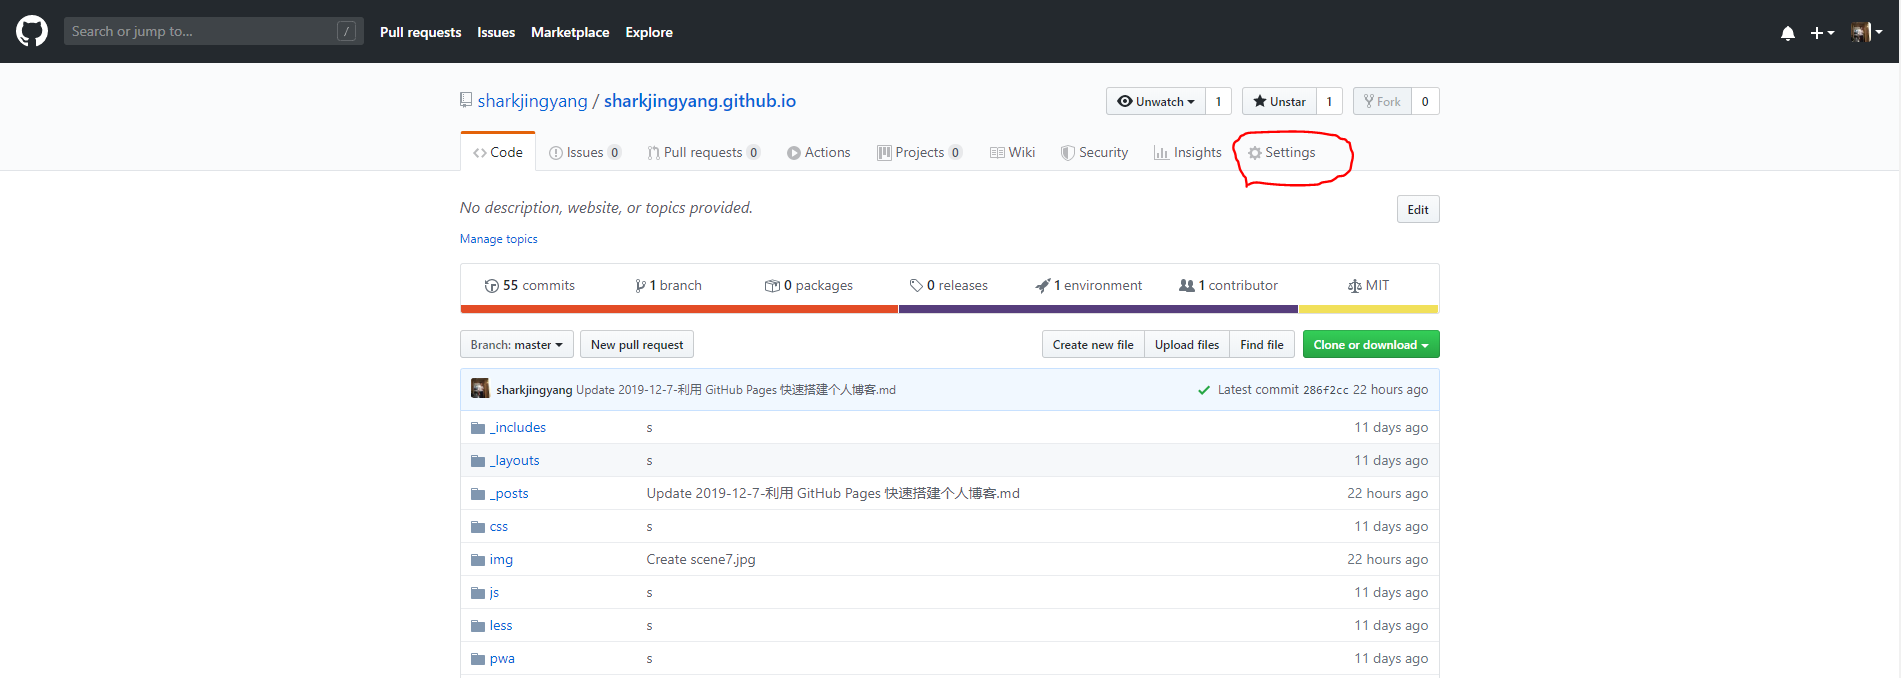 Search or jump to... /
Pull requests Issues Marketplace Explore
sharkjingyang / sharkjingyang.github.io
Unwatch 1 Unstar 1 Fork 0
Code Issues 0 Pull requests 0 Actions Projects 0 Wiki Security Insights Settings
No description, website, or topics provided. Edit
Manage topics
55 commits 1 branch 0 packages 0 releases 1 environment 1 contributor MIT
Branch: master New pull request Create new file Upload files Find file Clone or download
sharkjingyang Update 2019-12-7-利用 GitHub Pages 快速搭建个人博客.md Latest commit 286f2cc 22 hours ago
_includes s 11 days ago
_layouts s 11 days ago
_posts Update 2019-12-7-利用 GitHub Pages 快速搭建个人博客.md 22 hours ago
css s 11 days ago
img Create scene7.jpg 22 hours ago
js s 11 days ago
less s 11 days ago
pwa s 11 days ago